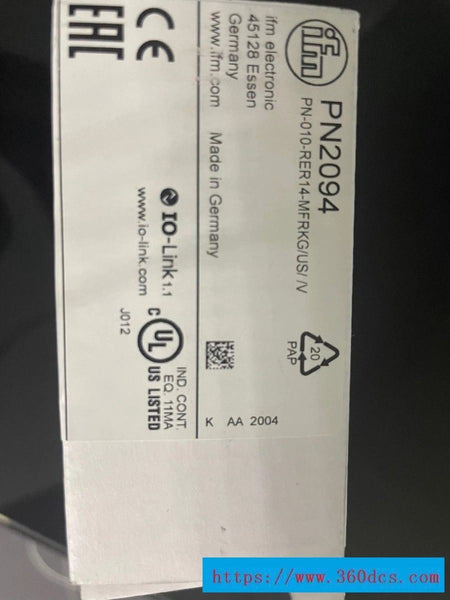 ifm
PN2094
PN-010-RER14-MFRKG/US/ /V
ifm electronic
45128 Essen
Germany
www.ifm.com
Made in Germany
20
PAP
CE
EAC
IO-Link 1.1
www.io-link.com
J012
C UL US LISTED
IND. CONT.
EQ. 11MA
K AA 2004
https://www.360dcs.com